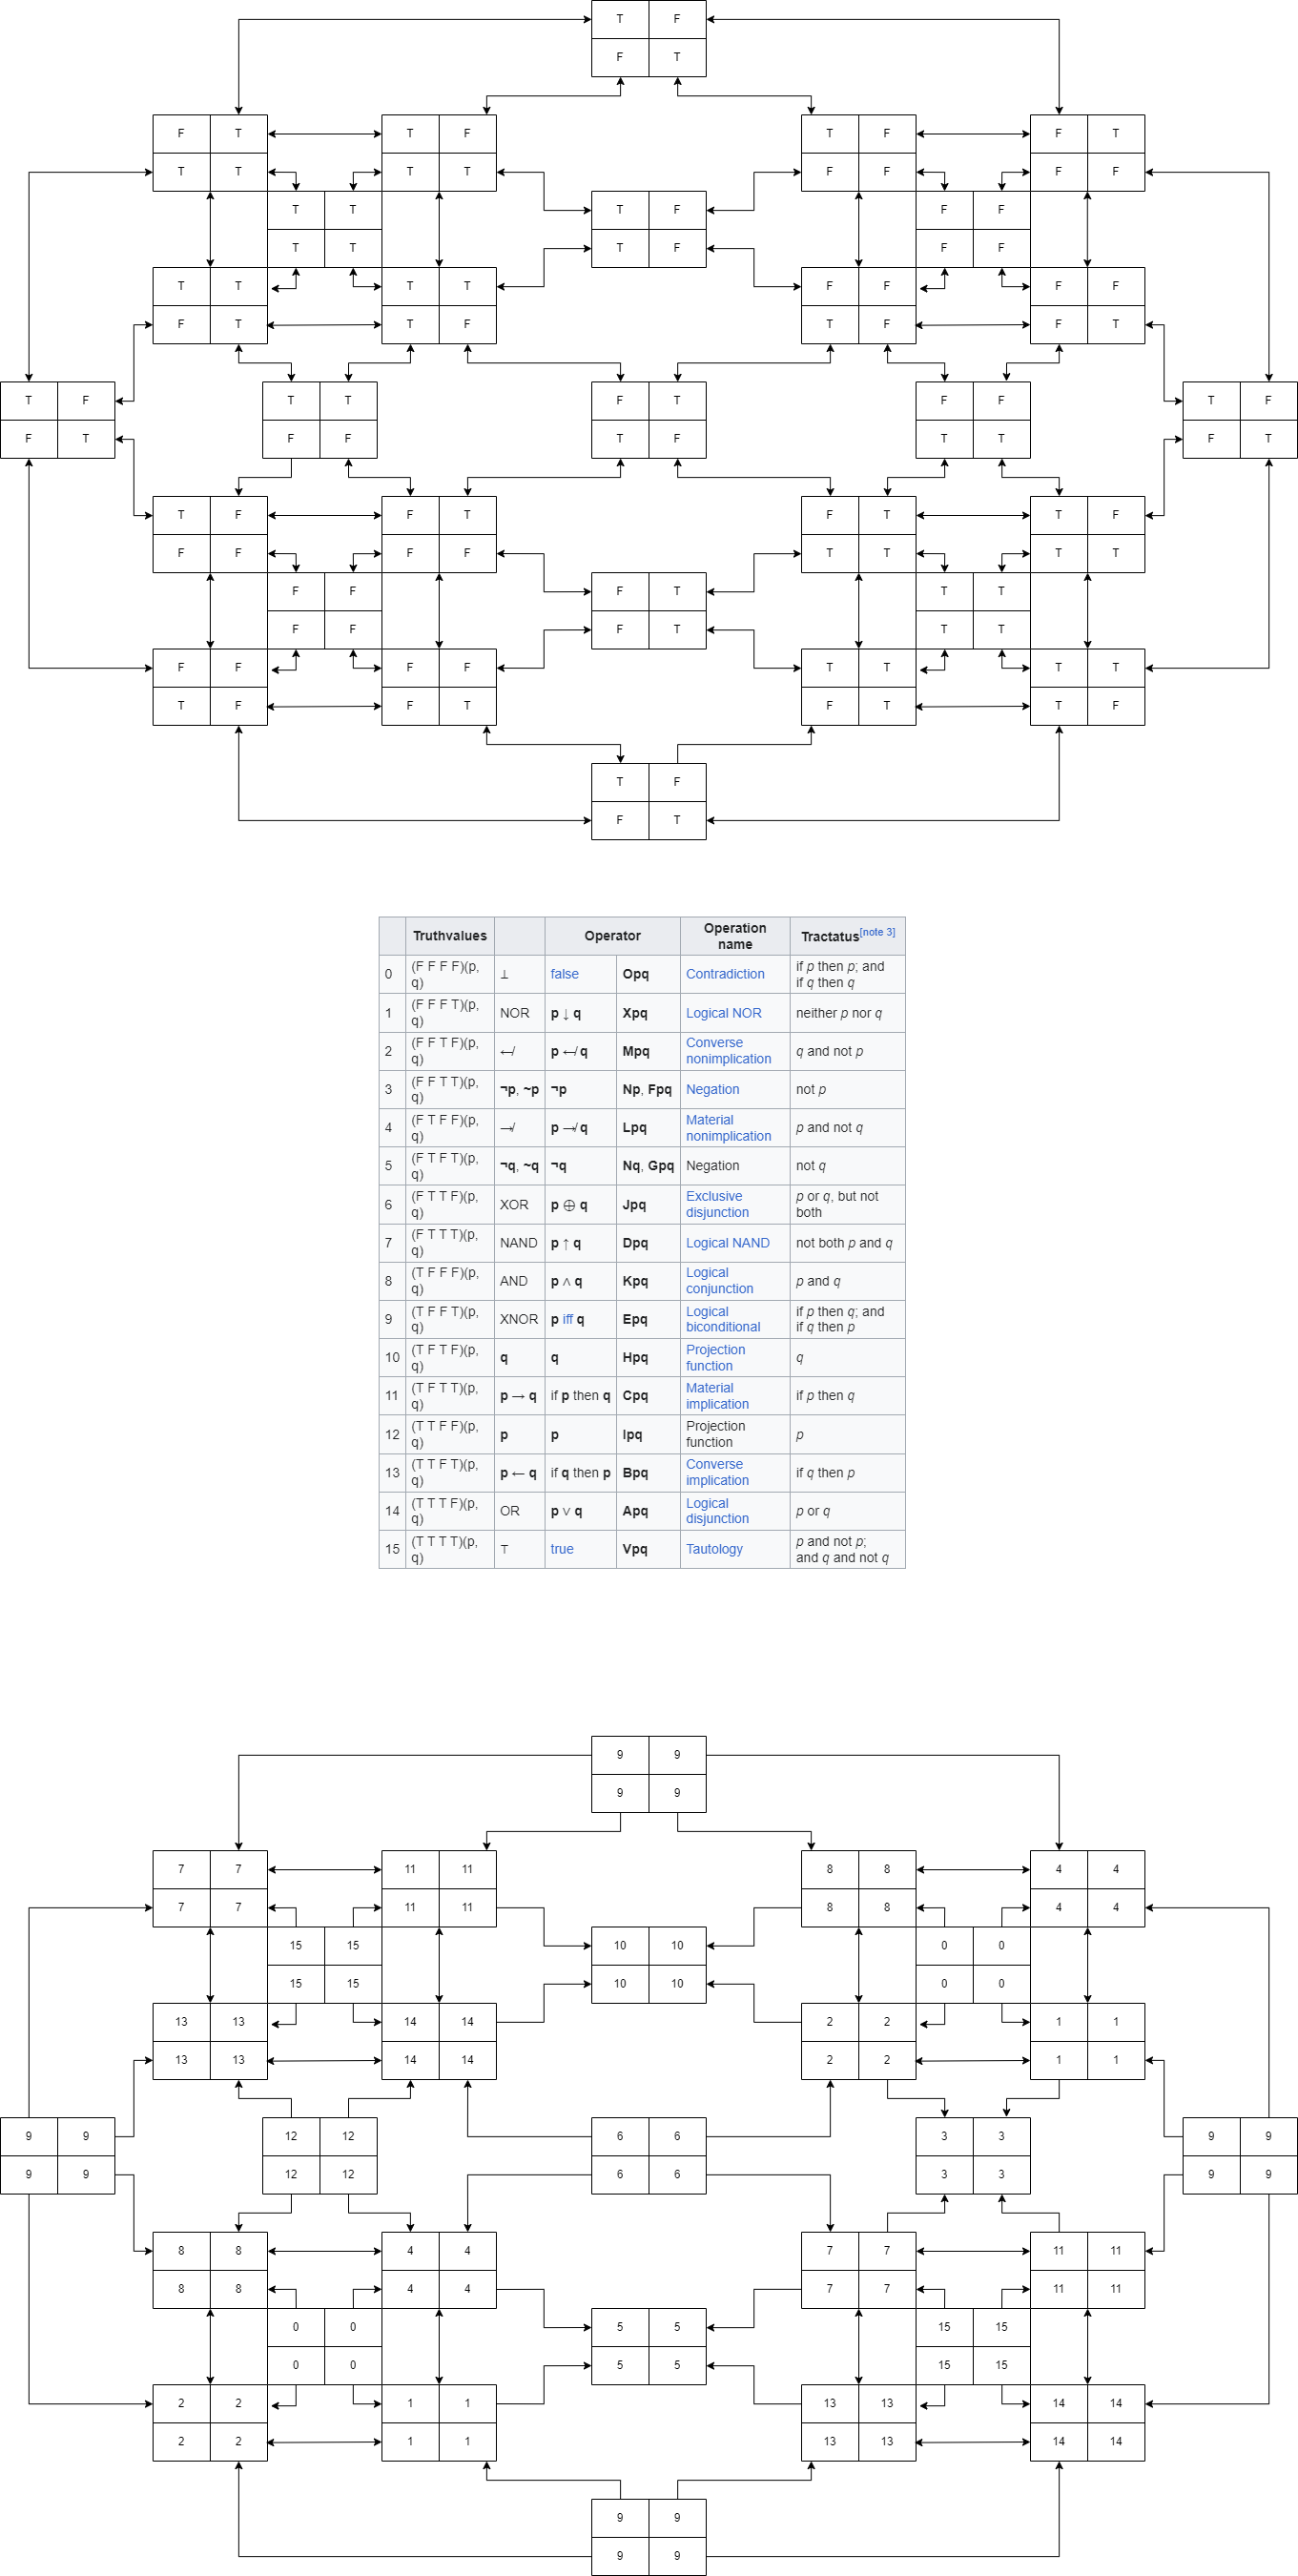 T F
F T
F T T F T F F T
T T T T F F F F
T T T F F F
T T T F F F
T T T T F F F F
F T T F T F F T
T F T T F T F F T F
F T F F T F T T F T
T F F T F T T F
F F F F T T T T
F F F T T T
F F F T T T
F F F F T T T T
T F F T F T T F
T F
F T
Truthvalues Operator Operation name Tractatus[note 3]
0 (F F F F)(p, q) ⊥ false Opq Contradiction if p then p; and if q then q
1 (F F F T)(p, q) NOR p ↓ q Xpq Logical NOR neither p nor q
2 (F F T F)(p, q) ↚ p ↚ q Mpq Converse nonimplication q and not p
3 (F F T T)(p, q) ¬p, ~p ¬p Np, Fpq Negation not p
4 (F T F F)(p, q) ↛ p ↛ q Lpq Material nonimplication p and not q
5 (F T F T)(p, q) ¬q, ~q ¬q Nq, Gpq Negation not q
6 (F T T F)(p, q) XOR p ⊕ q Jpq Exclusive disjunction p or q, but not both
7 (F T T T)(p, q) NAND p ↑ q Dpq Logical NAND not both p and q
8 (T F F F)(p, q) AND p ∧ q Kpq Logical conjunction p and q
9 (T F F T)(p, q) XNOR p iff q Epq Logical biconditional if p then q; and if q then p
10 (T F T F)(p, q) q q Hpq Projection function q
11 (T F T T)(p, q) p → q if p then q Cpq Material implication if p then q
12 (T T F F)(p, q) p p Ipq Projection function p
13 (T T F T)(p, q) p ← q if q then p Bpq Converse implication if q then p
14 (T T T F)(p, q) OR p ∨ q Apq Logical disjunction p or q
15 (T T T T)(p, q) ⊤ true Vpq Tautology p and not p; and q and not q
9 9
9 9
7 7 11 11 8 8 4 4
7 7 11 11 8 8 4 4
15 15 10 10 0 0
15 15 10 10 0 0
13 13 14 14 2 2 1 1
13 13 14 14 2 2 1 1
9 9 12 12 6 6 3 3 9 9
9 9 12 12 6 6 3 3 9 9
8 8 4 4 7 7 11 11
8 8 4 4 7 7 11 11
0 0 5 5 15 15
0 0 5 5 15 15
2 2 1 1 13 13 14 14
2 2 1 1 13 13 14 14
9 9
9 9